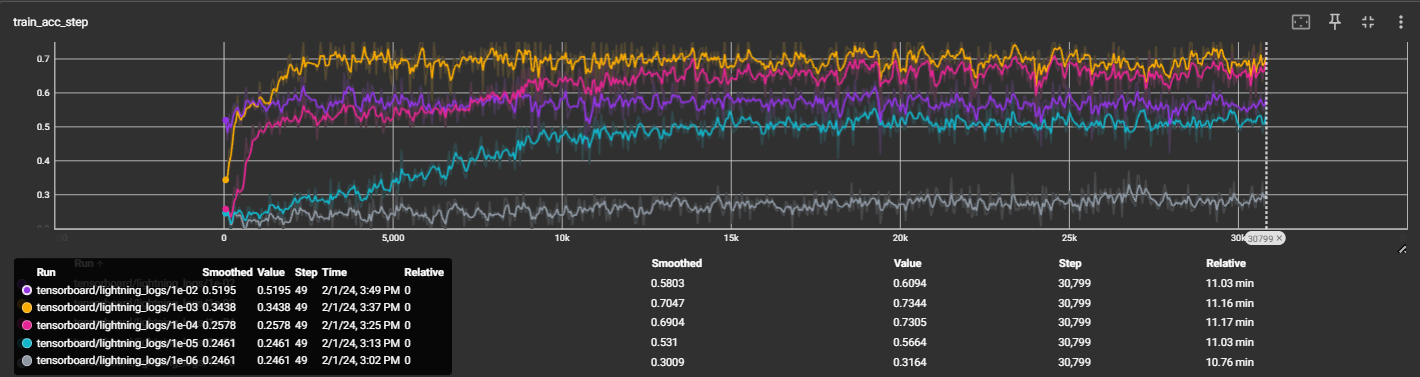 train_acc_step
0.7
0.6
0.5
0.4
0.3
0.2
0 5,000 10k 15k 20k 25k 30k
30799 ×
Run ↑ Smoothed Value Step Relative
0.5803 0.6094 30,799 11.03 min
0.7047 0.7344 30,799 11.16 min
0.6904 0.7305 30,799 11.17 min
0.531 0.5664 30,799 11.03 min
0.3009 0.3164 30,799 10.76 min
Run Smoothed Value Step Time Relative
tensorboard/lightning_logs/1e-02 0.5195 0.5195 49 2/1/24, 3:49 PM 0
tensorboard/lightning_logs/1e-03 0.3438 0.3438 49 2/1/24, 3:37 PM 0
tensorboard/lightning_logs/1e-04 0.2578 0.2578 49 2/1/24, 3:25 PM 0
tensorboard/lightning_logs/1e-05 0.2461 0.2461 49 2/1/24, 3:13 PM 0
tensorboard/lightning_logs/1e-06 0.2461 0.2461 49 2/1/24, 3:02 PM 0